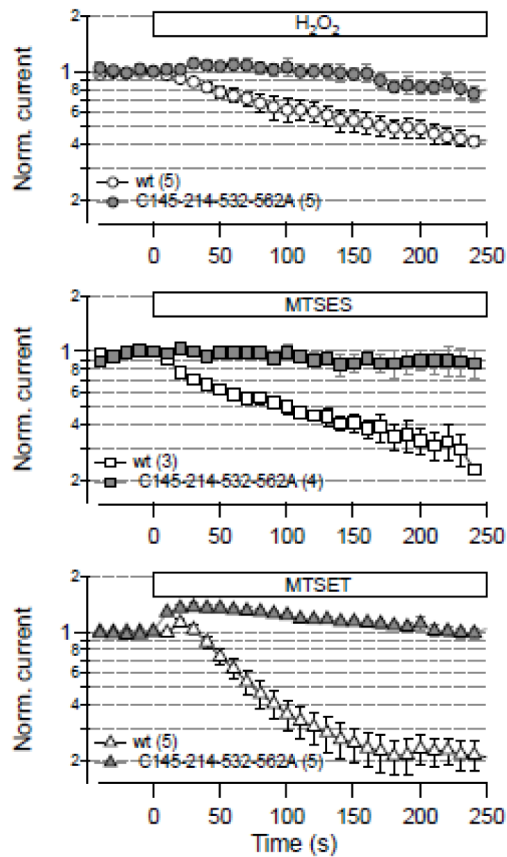 H₂O₂
Norm. current
2
1
8
6
4
2
wt (5)
C145-214-532-562A (5)
0 50 100 150 200 250
MTSES
Norm. current
2
1
8
6
4
2
wt (3)
C145-214-532-562A (4)
0 50 100 150 200 250
MTSET
Norm. current
2
1
8
6
4
2
wt (5)
C145-214-532-562A (5)
0 50 100 150 200 250
Time (s)